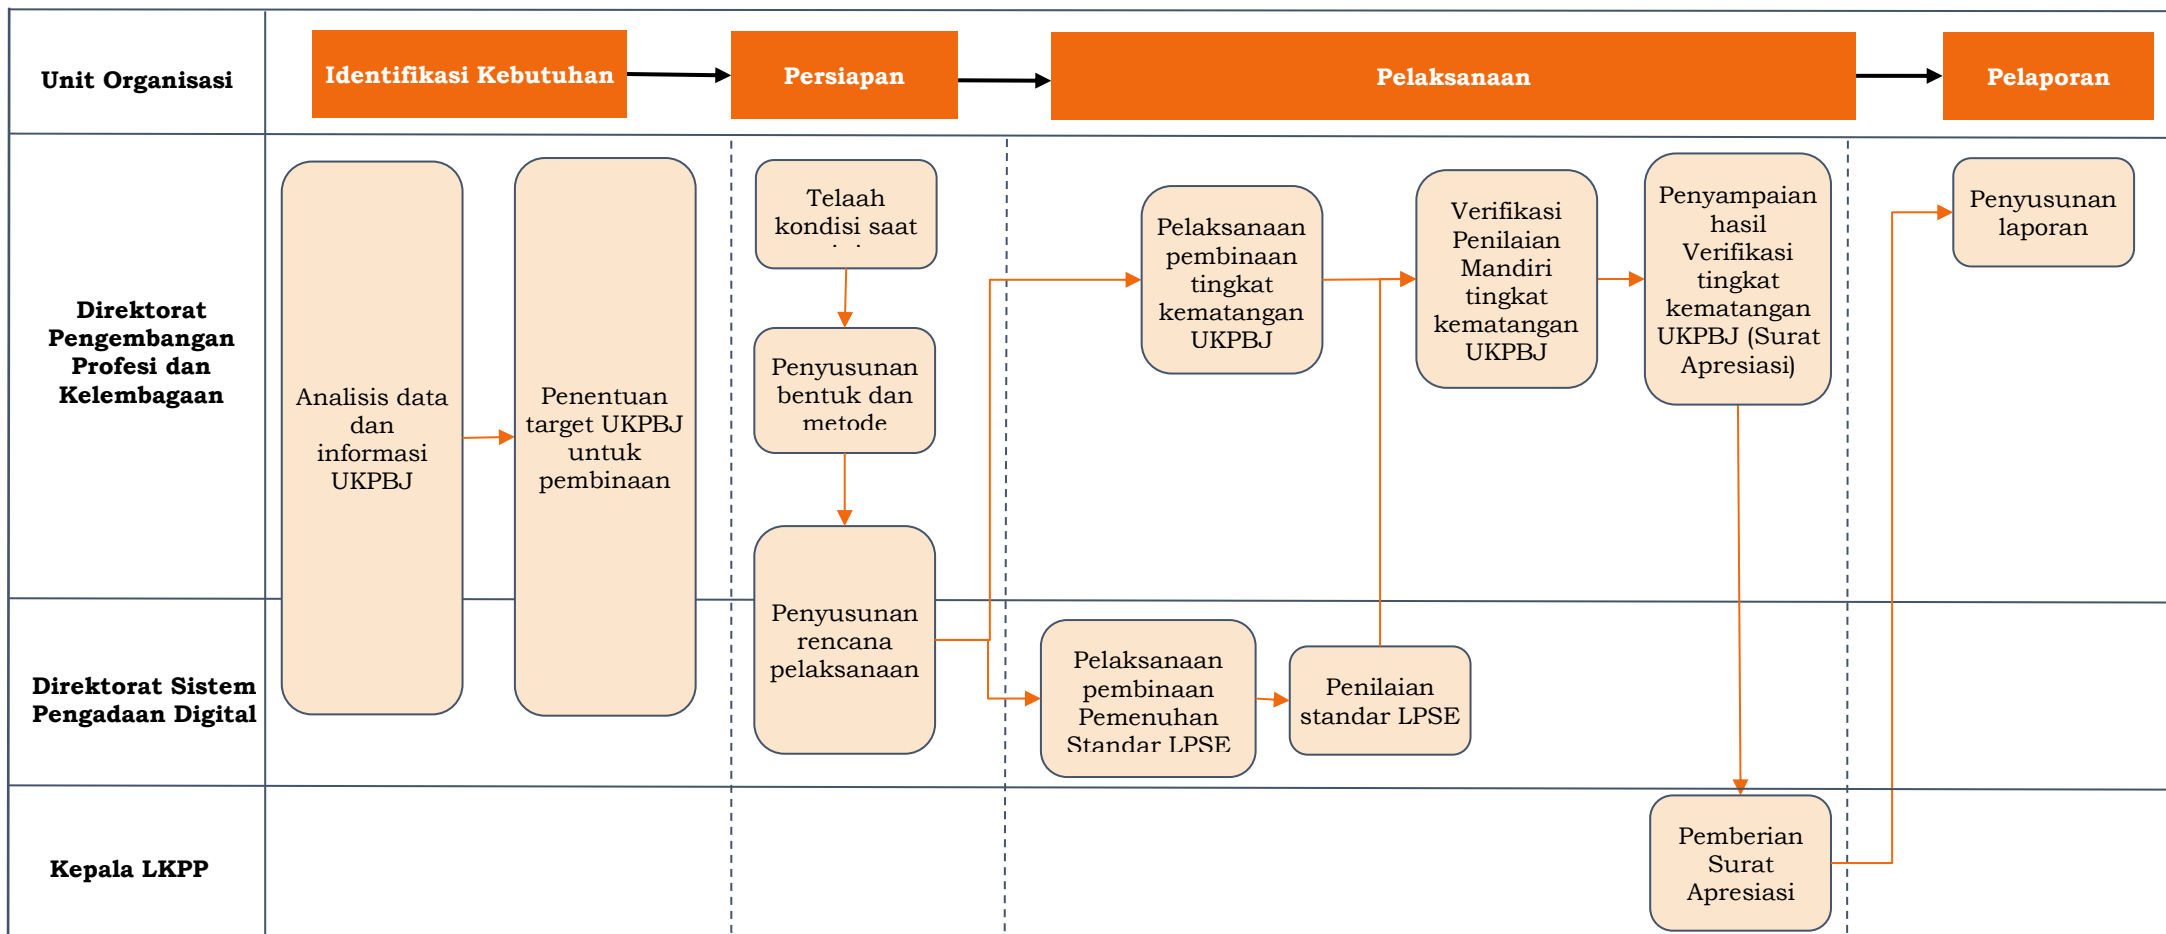 Unit Organisasi
Identifikasi Kebutuhan
Persiapan
Pelaksanaan
Pelaporan
Direktorat
Pengembangan
Profesi dan
Kelembagaan
Analisis data
dan
informasi
UKPBJ
Penentuan
target UKPBJ
untuk
pembinaan
Telaah
kondisi saat
Penyusunan
bentuk dan
metode
Penyusunan
rencana
pelaksanaan
Pelaksanaan
pembinaan
tingkat
kematangan
UKPBJ
Verifikasi
Penilaian
Mandiri
tingkat
kematangan
UKPBJ
Penyampaian
hasil
Verifikasi
tingkat
kematangan
UKPBJ (Surat
Apresiasi)
Penyusunan
laporan
Direktorat Sistem
Pengadaan Digital
Pelaksanaan
pembinaan
Pemenuhan
Standar LPSE
Penilaian
standar LPSE
Kepala LKPP
Pemberian
Surat
Apresiasi